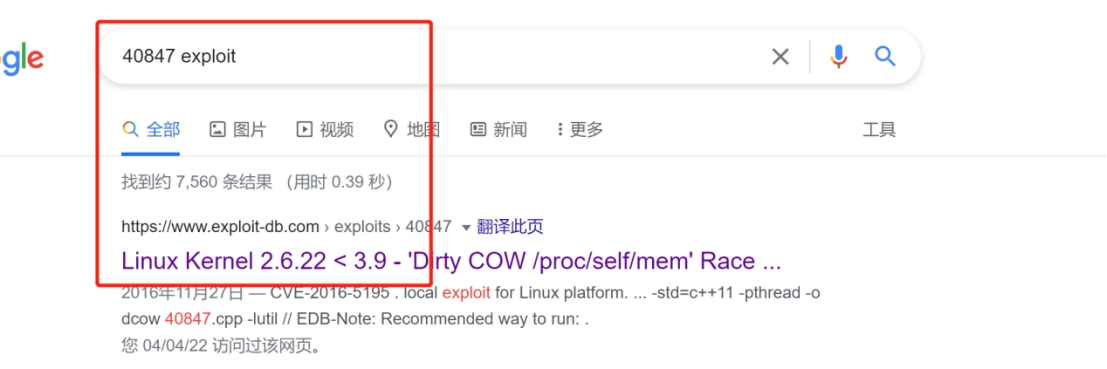 gle
40847 exploit
全部 图片 视频 地图 新闻 更多 工具
找到约 7,560 条结果 （用时 0.39 秒）
https://www.exploit-db.com › exploits › 40847 翻译此页
Linux Kernel 2.6.22 < 3.9 - 'Dirty COW /proc/self/mem' Race ...
2016年11月27日 — CVE-2016-5195 . local exploit for Linux platform. ... -std=c++11 -pthread -o
dcow 40847.cpp -lutil // EDB-Note: Recommended way to run: .
您 04/04/22 访问过该网页。